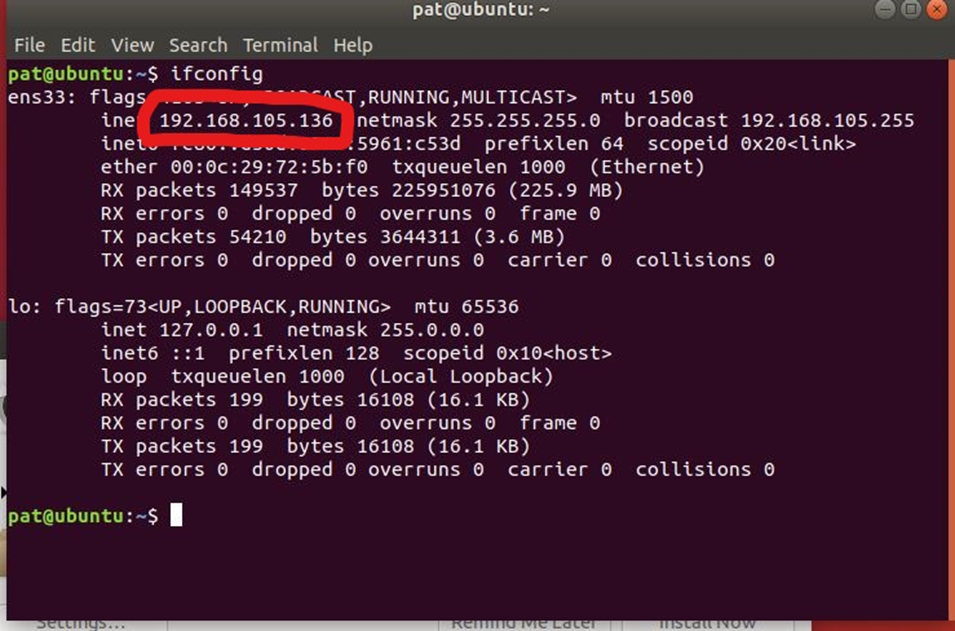 pat@ubuntu: ~
File Edit View Search Terminal Help
pat@ubuntu:~$ ifconfig
ens33: flags ,RUNNING,MULTICAST> mtu 1500
192.168.105.136 netmask 255.255.255.0 broadcast 192.168.105.255
:5961:c53d prefixlen 64 scopeid 0x20<link>
ether 00:0c:29:72:5b:f0 txqueuelen 1000 (Ethernet)
RX packets 149537 bytes 225951076 (225.9 MB)
RX errors 0 dropped 0 overruns 0 frame 0
TX packets 54210 bytes 3644311 (3.6 MB)
TX errors 0 dropped 0 overruns 0 carrier 0 collisions 0
lo: flags=73<UP,LOOPBACK,RUNNING> mtu 65536
inet 127.0.0.1 netmask 255.0.0.0
inet6 ::1 prefixlen 128 scopeid 0x10<host>
loop txqueuelen 1000 (Local Loopback)
RX packets 199 bytes 16108 (16.1 KB)
RX errors 0 dropped 0 overruns 0 frame 0
TX packets 199 bytes 16108 (16.1 KB)
TX errors 0 dropped 0 overruns 0 carrier 0 collisions 0
pat@ubuntu:~$
Settings... Remind Me Later Install Now